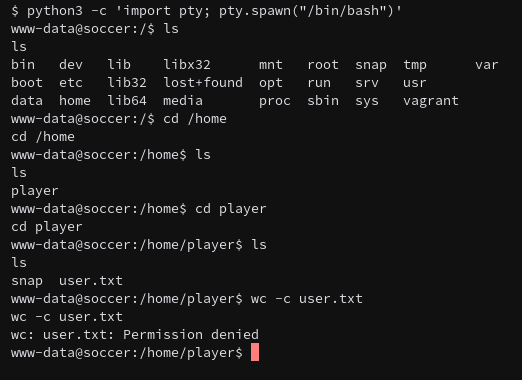 $ python3 -c 'import pty; pty.spawn("/bin/bash")'
www-data@soccer:/$ ls
ls
bin   dev   lib    libx32      mnt   root  snap  tmp      var
boot  etc   lib32  lost+found  opt   run   srv   usr
data  home  lib64  media       proc  sbin  sys   vagrant
www-data@soccer:/$ cd /home
cd /home
www-data@soccer:/home$ ls
ls
player
www-data@soccer:/home$ cd player
cd player
www-data@soccer:/home/player$ ls
ls
snap  user.txt
www-data@soccer:/home/player$ wc -c user.txt
wc -c user.txt
wc: user.txt: Permission denied
www-data@soccer:/home/player$